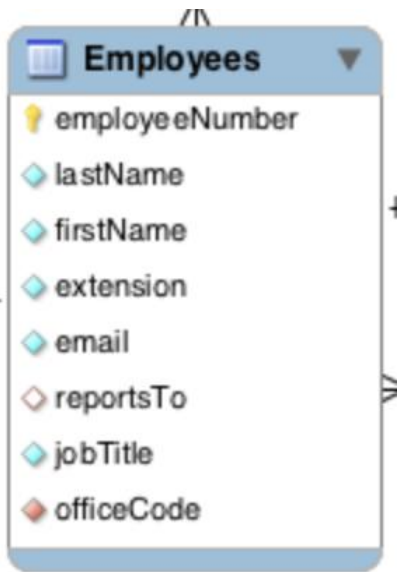 Employees
employeeNumber
lastName
firstName
extension
email
reportsTo
jobTitle
officeCode